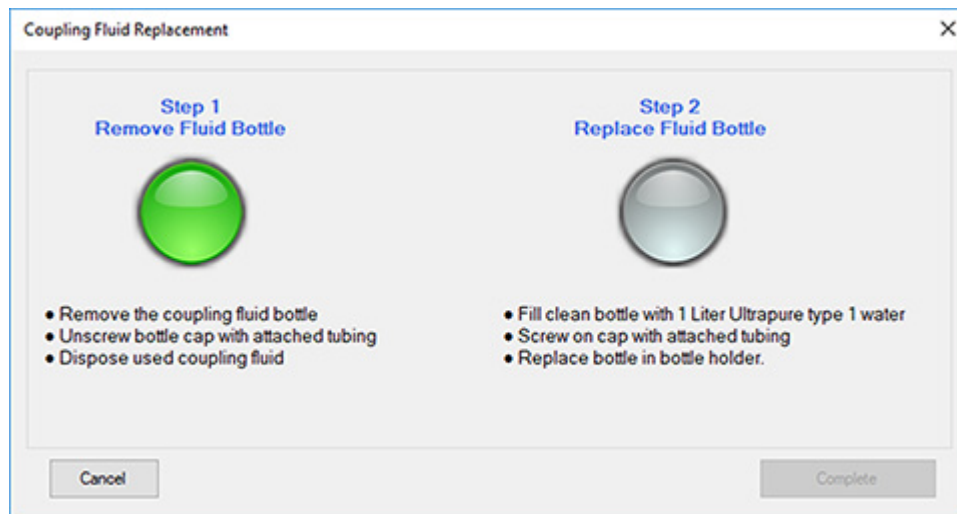 Coupling Fluid Replacement
Step 1
Remove Fluid Bottle
● Remove the coupling fluid bottle
● Unscrew bottle cap with attached tubing
● Dispose used coupling fluid
Step 2
Replace Fluid Bottle
● Fill clean bottle with 1 Liter Ultrapure type 1 water
● Screw on cap with attached tubing
● Replace bottle in bottle holder.
Cancel
Complete